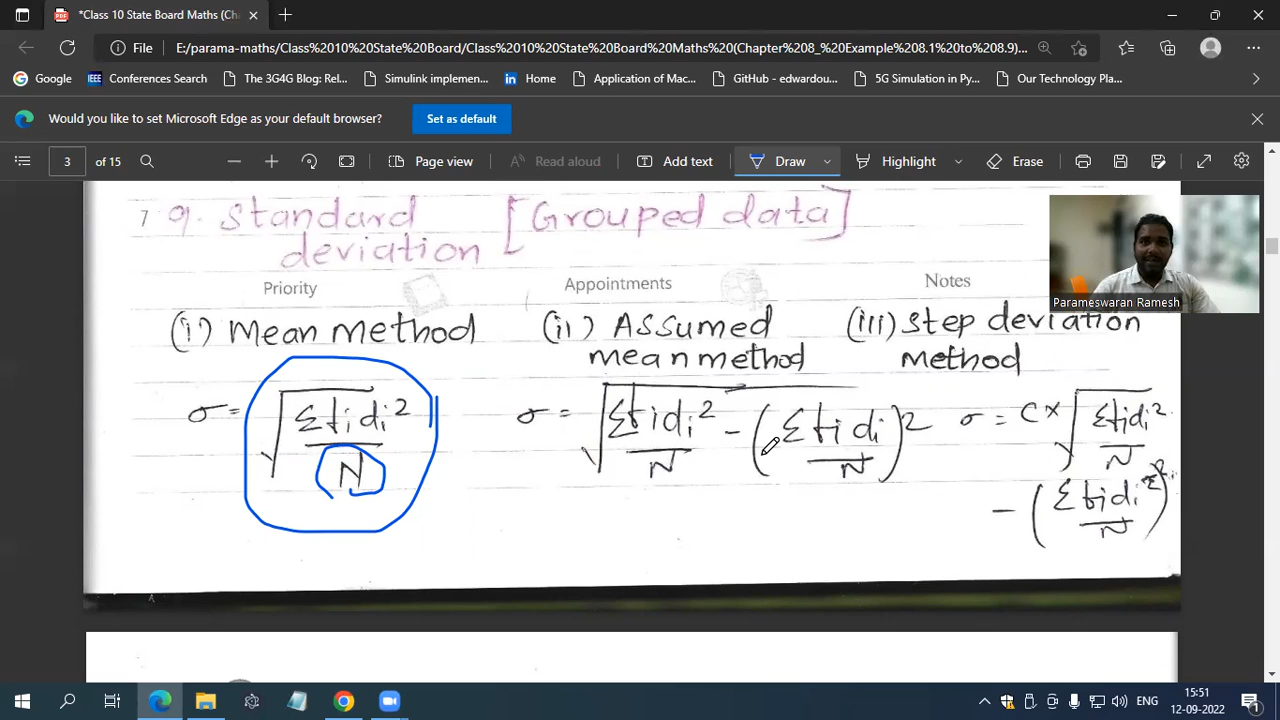 *Class 10 State Board Maths (Cha
File
E:/parama-maths/Class%2010%20State%20Board/Class%2010%20State%20Board%20Maths%20(Chapter%208_%20Example%208.1%20to%208.9)...
Google
Conferences Search
The 3G4G Blog: Rel...
Simulink implemen...
Home
Application of Mac...
GitHub - edwardou...
5G Simulation in Py...
Our Technology Pla...
Would you like to set Microsoft Edge as your default browser?
Set as default
3 of 15
Page view
Read aloud
Add text
Draw
Highlight
Erase
7 9. Standard deviation [Grouped data]
Priority
Appointments
Notes
Parameswaran Ramesh
(i) Mean method
(ii) Assumed mean method
(iii) Step deviation method
σ = √(Σfidi²/N)
σ = √(Σfidi²/N − (Σfidi/N)²)
σ = C × √(Σfidi²/N
− (Σfidi/N)²
ENG
15:51
12-09-2022